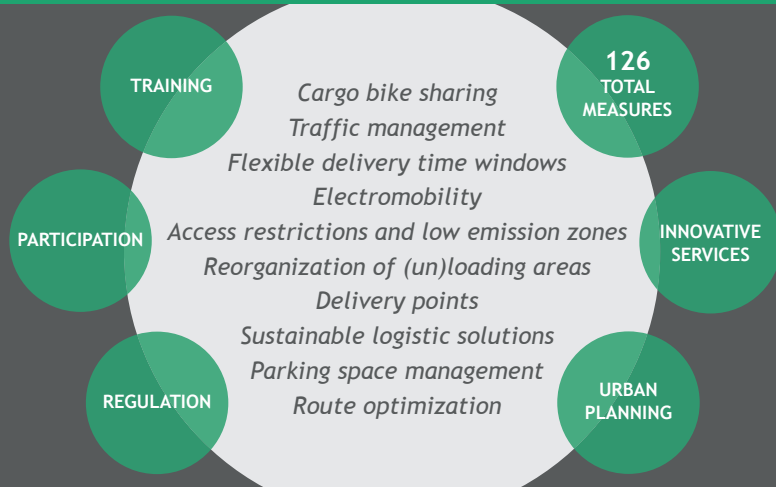 TRAINING
126
TOTAL
MEASURES
Cargo bike sharing
Traffic management
Flexible delivery time windows
Electromobility
PARTICIPATION
Access restrictions and low emission zones
INNOVATIVE
SERVICES
Reorganization of (un)loading areas
Delivery points
Sustainable logistic solutions
Parking space management
REGULATION
Route optimization
URBAN
PLANNING